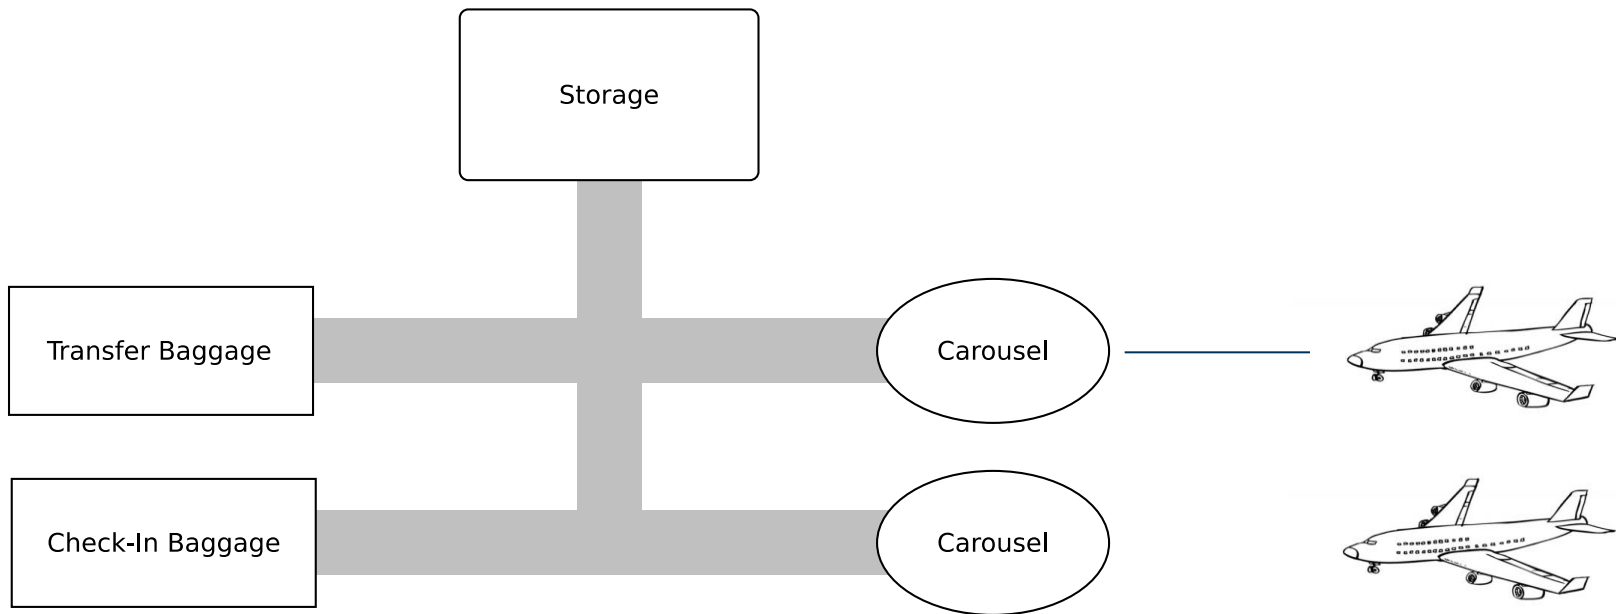 Storage
Transfer Baggage
Carousel
Check-In Baggage
Carousel